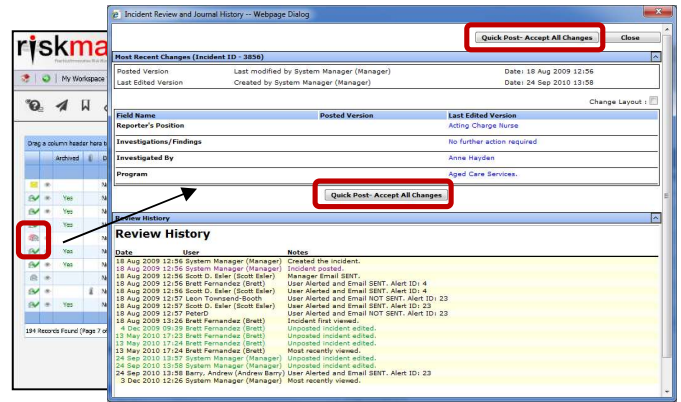 Incident Review and Journal History -- Webpage Dialog
Quick Post- Accept All Changes Close
Most Recent Changes (Incident ID - 3856)
Posted Version Last modified by System Manager (Manager) Date: 18 Aug 2009 12:56
Last Edited Version Created by System Manager (Manager) Date: 24 Sep 2010 13:58
Change Layout :
Field Name Posted Version Last Edited Version
Reporter's Position Acting Charge Nurse
Investigations/Findings No further action required
Investigated By Anne Hayden
Program Aged Care Services.
Quick Post- Accept All Changes
Review History
Review History
Date User Notes
18 Aug 2009 12:56 System Manager (Manager) Created the incident.
18 Aug 2009 12:56 System Manager (Manager) Incident posted.
18 Aug 2009 12:56 Scott D. Esler (Scott Esler) Manager Email SENT.
18 Aug 2009 12:56 Brett Fernandez (Brett) User Alerted and Email SENT. Alert ID: 4
18 Aug 2009 12:56 Scott D. Esler (Scott Esler) User Alerted and Email SENT. Alert ID: 4
18 Aug 2009 12:57 Leon Townsend-Booth User Alerted and Email NOT SENT. Alert ID: 23
18 Aug 2009 12:57 Scott D. Esler (Scott Esler) User Alerted and Email SENT. Alert ID: 23
18 Aug 2009 12:57 PeterD User Alerted and Email NOT SENT. Alert ID: 23
18 Aug 2009 13:26 Brett Fernandez (Brett) Incident first viewed.
4 Dec 2009 09:39 Brett Fernandez (Brett) Unposted incident edited.
13 May 2010 17:23 Brett Fernandez (Brett) Unposted incident edited.
13 May 2010 17:24 Brett Fernandez (Brett) Unposted incident edited.
13 May 2010 17:24 Brett Fernandez (Brett) Most recently viewed.
24 Sep 2010 13:57 System Manager (Manager) Unposted incident edited.
24 Sep 2010 13:58 System Manager (Manager) Unposted incident edited.
24 Sep 2010 13:58 Barry, Andrew (Andrew Barry) User Alerted and Email SENT. Alert ID: 23
3 Dec 2010 12:26 System Manager (Manager) Most recently viewed.
riskma
My Workspace
Drag a column header here to
Archived D
No
Yes No
Yes No
Yes No
No
Yes No
Yes No
No
No
Yes No
194 Records Found (Page 7 of